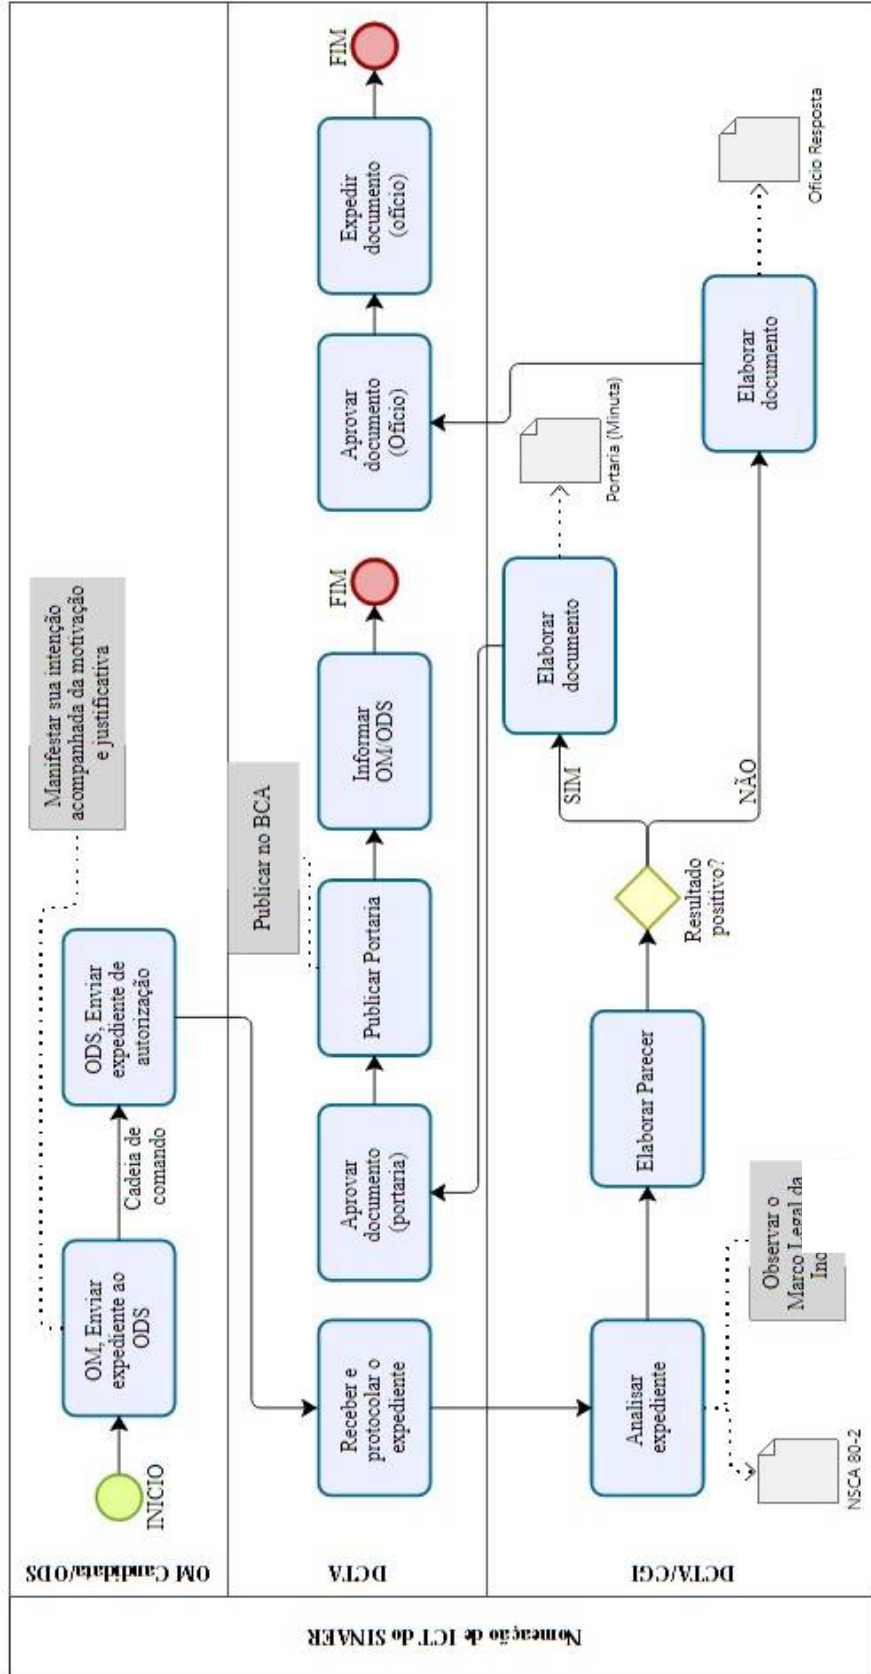 Nomeação de ICT do SINAER
OM Candidata/ODS
INICIO
OM, Enviar
expediente ao
ODS
Cadeia de
comando
ODS, Enviar
expediente de
autorização
Manifestar sua intenção
acompanhada da motivação
e justificativa
DCTA
Receber e
protocolar o
expediente
Aprovar
documento
(portaria)
Publicar Portaria
Publicar no BCA
Informar
OM/ODS
FIM
Aprovar
documento
(Ofício)
Expedir
documento
(ofício)
FIM
DCTA/CGI
Analisar
expediente
NSCA 80-2
Observar o
Marco Legal da
Elaborar Parecer
Resultado
positivo?
SIM
NÃO
Elaborar
documento
Portaria (Minuta)
Elaborar
documento
Ofício Resposta